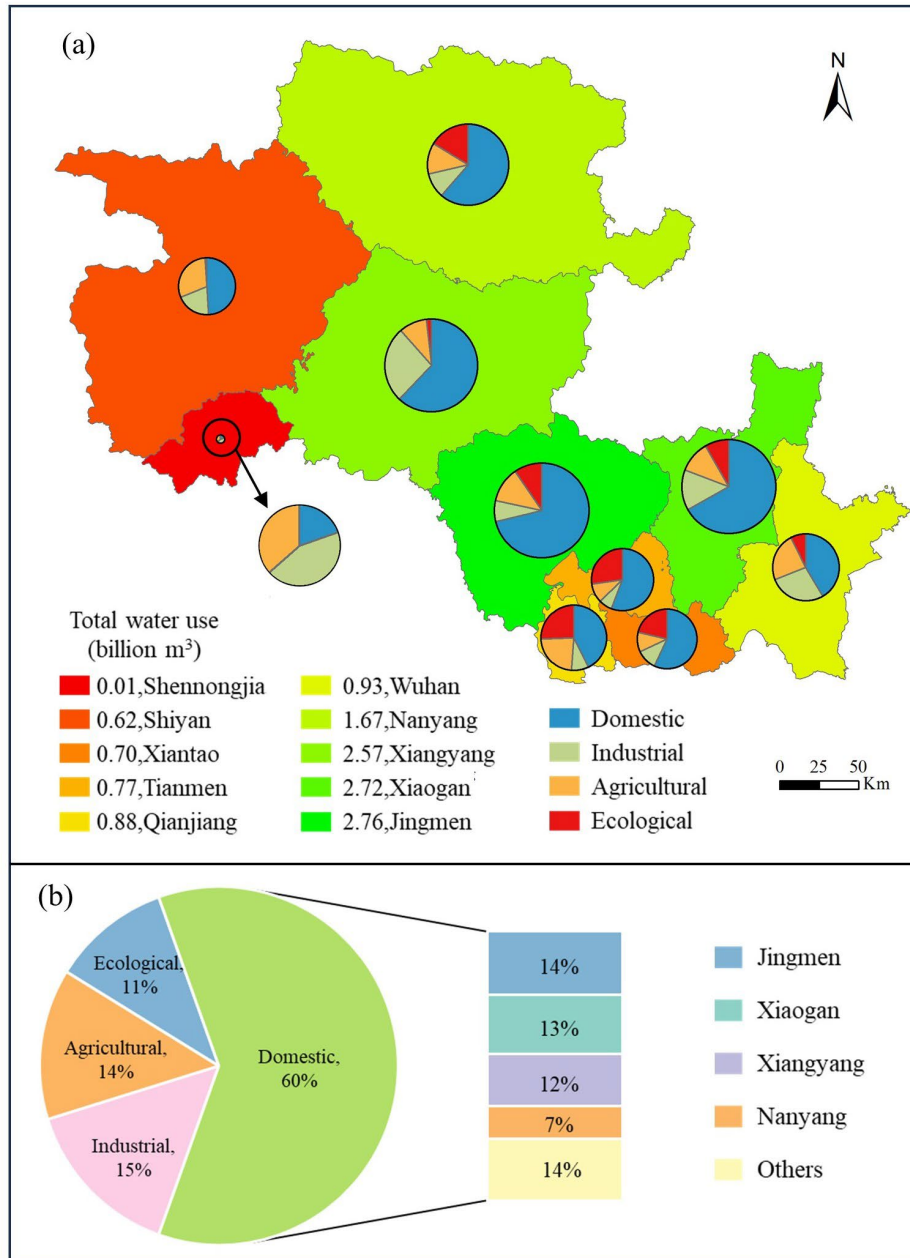 (a)
N
Total water use
(billion m³)
0.01,Shennongjia
0.62,Shiyan
0.70,Xiantao
0.77,Tianmen
0.88,Qianjiang
0.93,Wuhan
1.67,Nanyang
2.57,Xiangyang
2.72,Xiaogan
2.76,Jingmen
Domestic
Industrial
Agricultural
Ecological
0 25 50
Km
(b)
Ecological,
11%
Agricultural,
14%
Industrial,
15%
Domestic,
60%
14%
13%
12%
7%
14%
Jingmen
Xiaogan
Xiangyang
Nanyang
Others